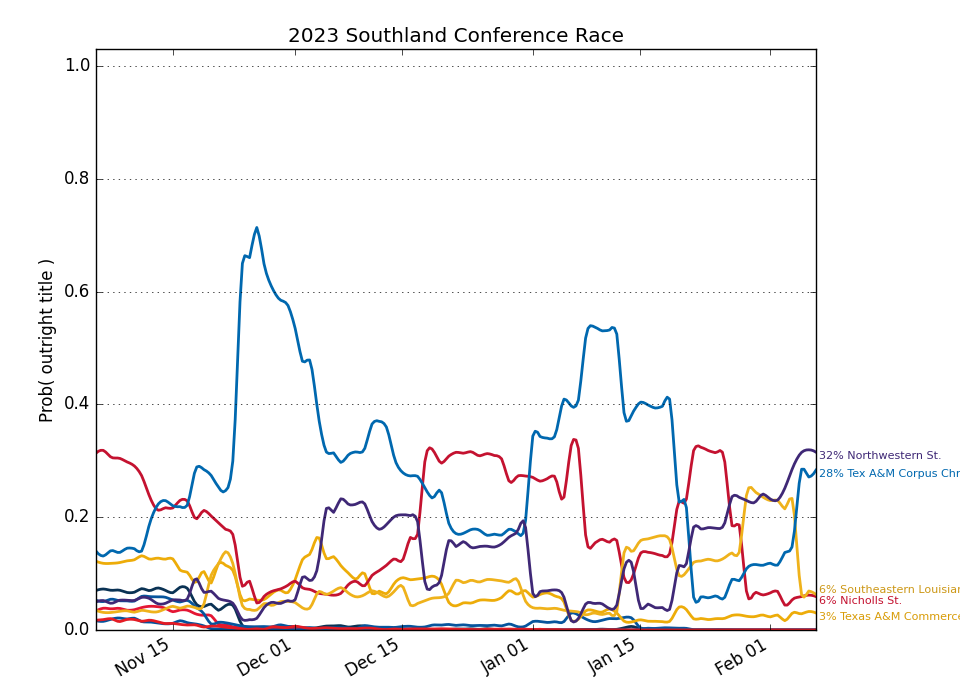 2023 Southland Conference Race
Prob( outright title )
1.0
0.8
0.6
0.4
0.2
0.0
32% Northwestern St.
28% Tex A&M Corpus Chr
6% Southeastern Louisian
6% Nicholls St.
3% Texas A&M Commerce
Nov 15
Dec 01
Dec 15
Jan 01
Jan 15
Feb 01